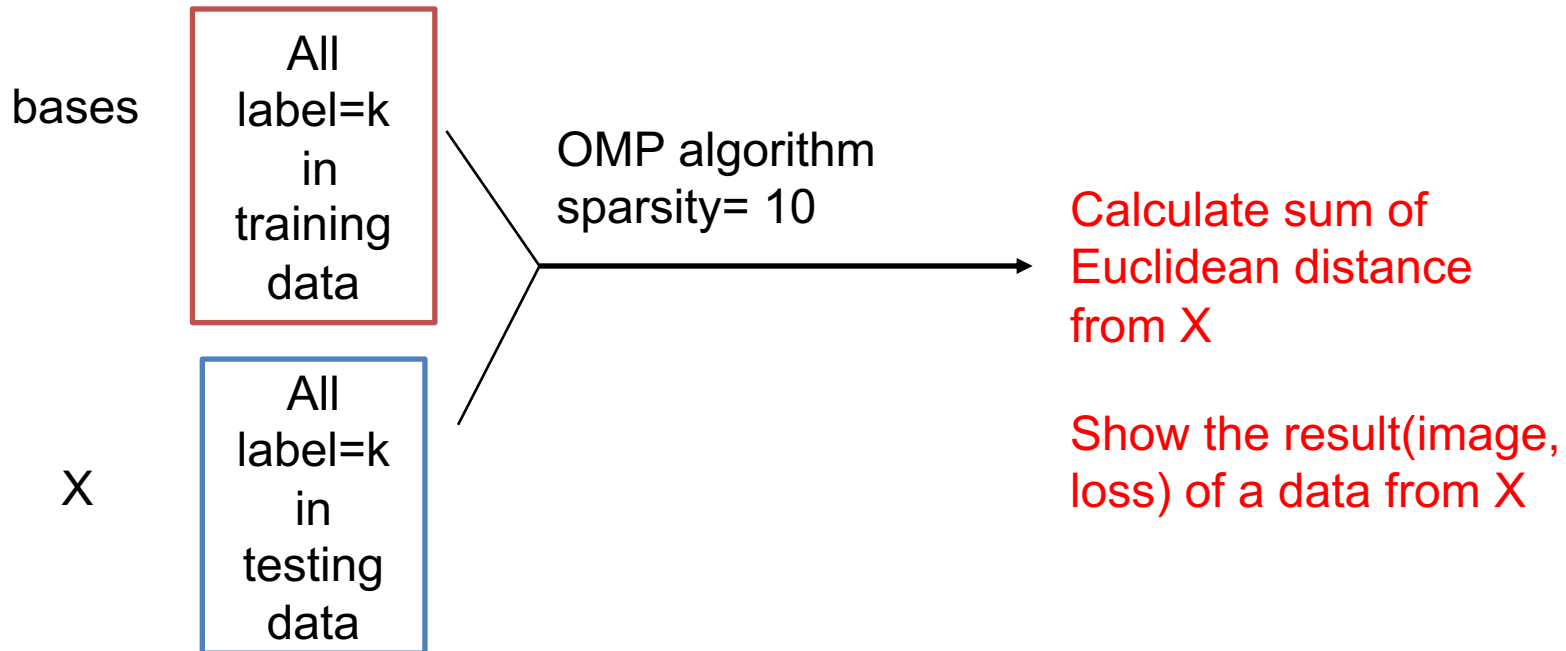 bases
All
label=k
in
training
data
OMP algorithm
sparsity= 10
Calculate sum of
Euclidean distance
from X
X
All
label=k
in
testing
data
Show the result(image,
loss) of a data from X